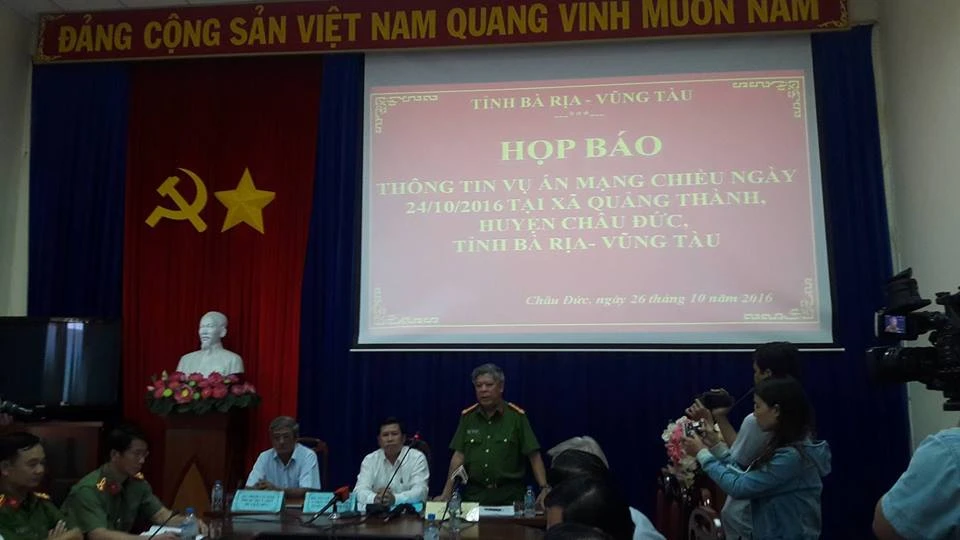 ĐẢNG CỘNG SẢN VIỆT NAM QUANG VINH MUÔN NĂM
TỈNH BÀ RỊA - VŨNG TÀU
HỌP BÁO
THÔNG TIN VỤ ÁN MẠNG CHIỀU NGÀY
24/10/2016 TẠI XÃ QUẢNG THÀNH,
HUYỆN CHÂU ĐỨC,
TỈNH BÀ RỊA- VŨNG TÀU
Châu Đức, ngày 26 tháng 10 năm 2016